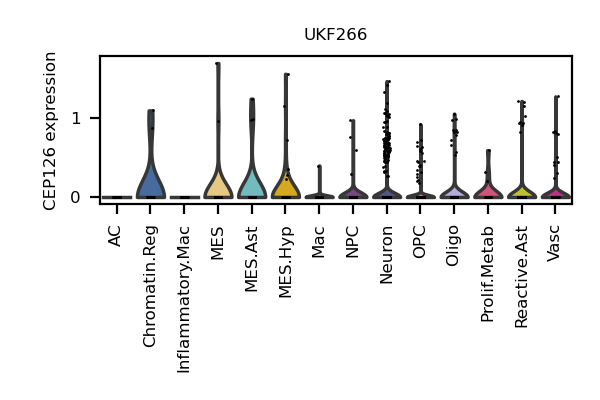 UKF266
CEP126 expression
1
0
AC
Chromatin.Reg
Inflammatory.Mac
MES
MES.Ast
MES.Hyp
Mac
NPC
Neuron
OPC
Oligo
Prolif.Metab
Reactive.Ast
Vasc